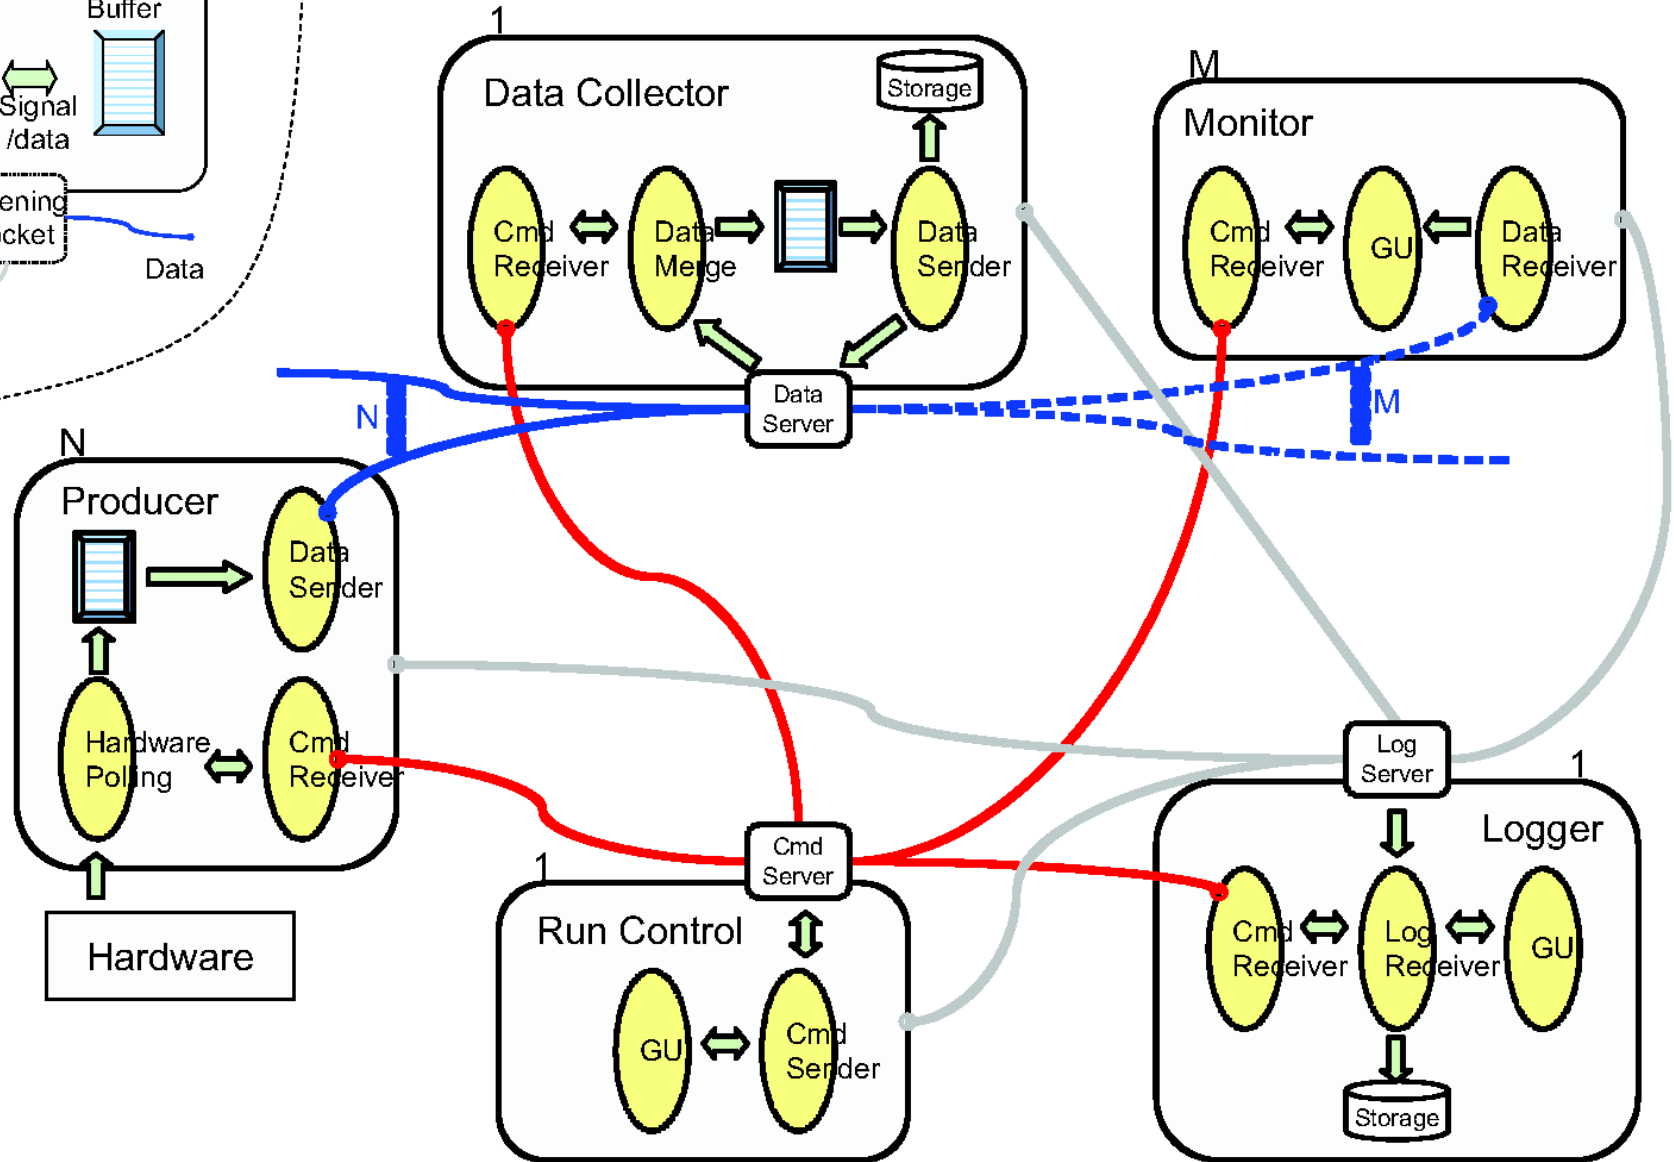 Buffer
Signal
/data
ening
cket
Data
1
Data Collector
Storage
Cmd
Receiver
Data
Merge
Data
Sender
Data
Server
M
Monitor
Cmd
Receiver
GU
Data
Receiver
N
M
N
Producer
Data
Sender
Hardware
Polling
Cmd
Receiver
Hardware
Cmd
Server
1
Run Control
GU
Cmd
Sender
Log
Server
1
Logger
Cmd
Receiver
Log
Receiver
GU
Storage